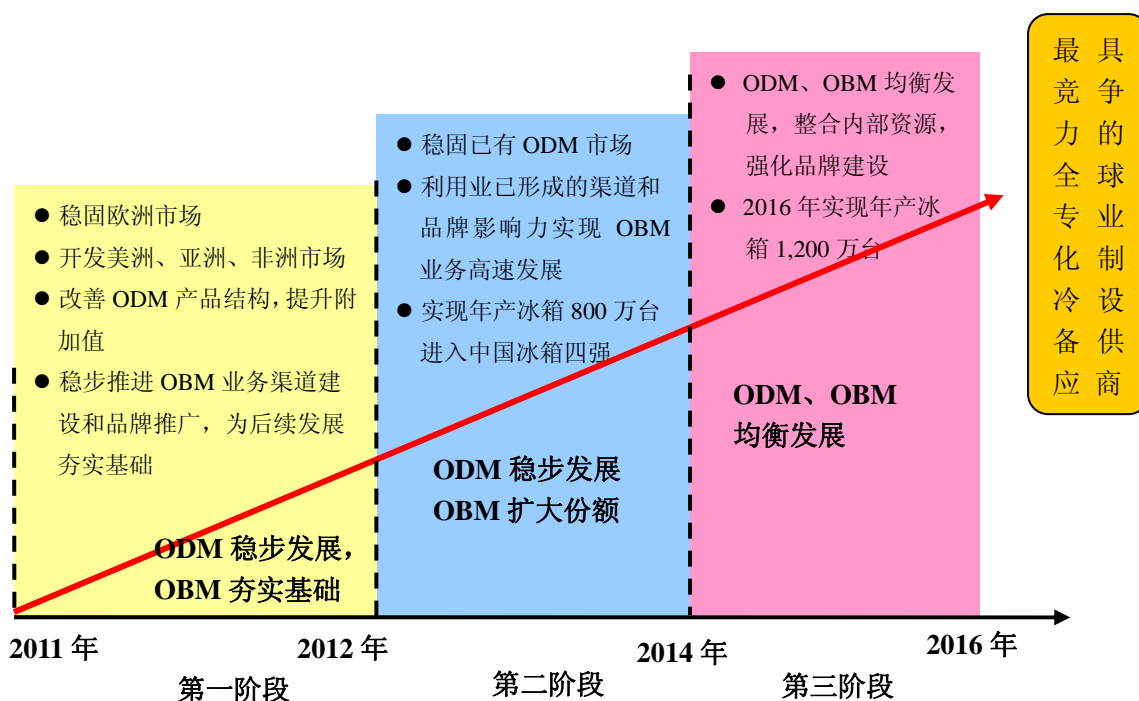 稳固欧洲市场
开发美洲、亚洲、非洲市场
改善 ODM 产品结构，提升附
加值
稳步推进 OBM 业务渠道建
设和品牌推广，为后续发展
夯实基础
ODM 稳步发展，
OBM 夯实基础
稳固已有 ODM 市场
利用业已形成的渠道和
品牌影响力实现 OBM
业务高速发展
实现年产冰箱 800 万台
进入中国冰箱四强
ODM 稳步发展
OBM 扩大份额
ODM、OBM 均衡发
展，整合内部资源，
强化品牌建设
2016 年实现年产冰
箱 1,200 万台
ODM、OBM
均衡发展
最具
竞争
力的
全球
专业
化制
冷设
备供
应商
2011 年
2012 年
2014 年
2016 年
第一阶段
第二阶段
第三阶段